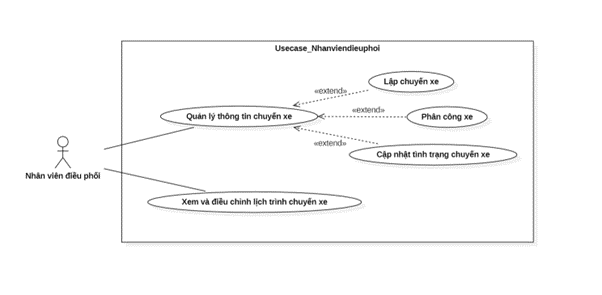 Usecase_Nhanviendieuphoi
Lập chuyến xe
«extend»
Quản lý thông tin chuyến xe
«extend»
Phân công xe
«extend»
Cập nhật tình trạng chuyến xe
Nhân viên điều phối
Xem và điều chỉnh lịch trình chuyến xe